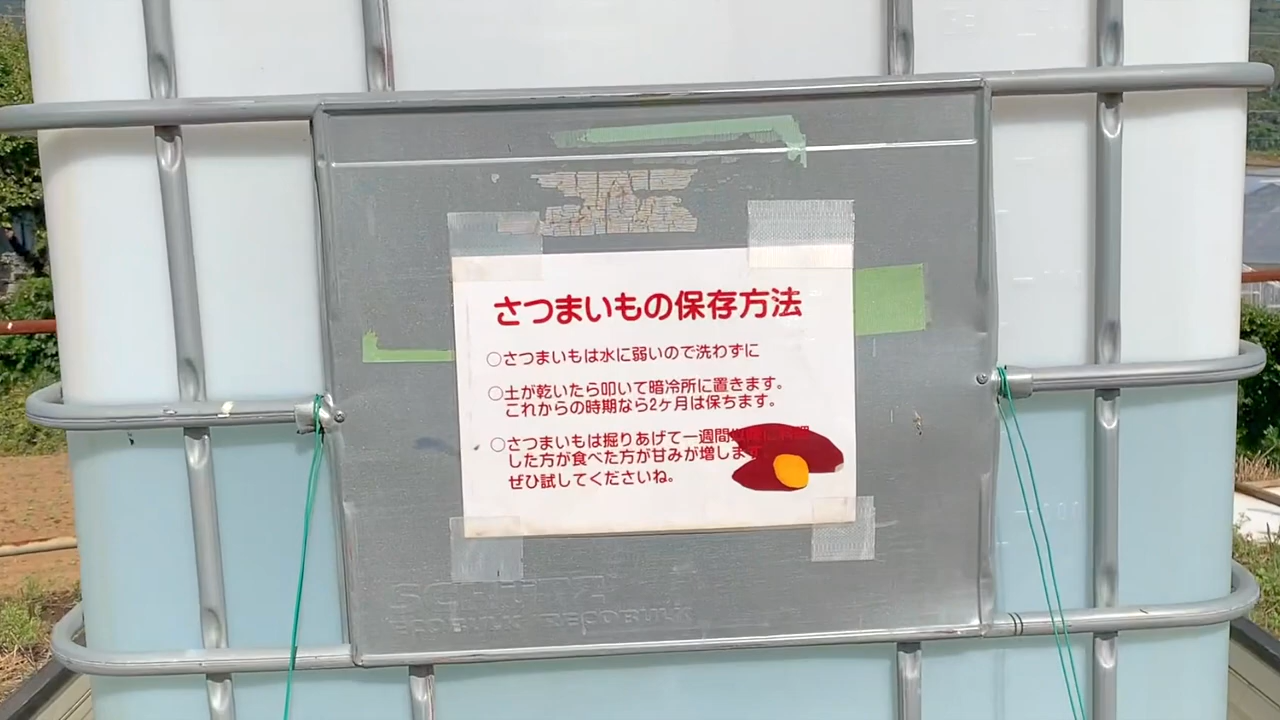 さつまいもの保存方法
○さつまいもは水に弱いので洗わずに
○土が乾いたら叩いて暗冷所に置きます。
これからの時期なら2ケ月は保ちます。
○さつまいもは掘りあげて一週間
した方が食べた方が甘みが増します
ぜひ試してくださいね。
SCHÜTZ
ECOBULK RECOBULK